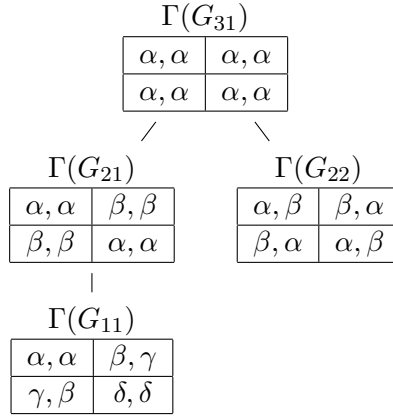 Γ(G₃₁)
α, α α, α
α, α α, α
Γ(G₂₁) Γ(G₂₂)
α, α β, β α, β β, α
β, β α, α β, α α, β
Γ(G₁₁)
α, α β, γ
γ, β δ, δ